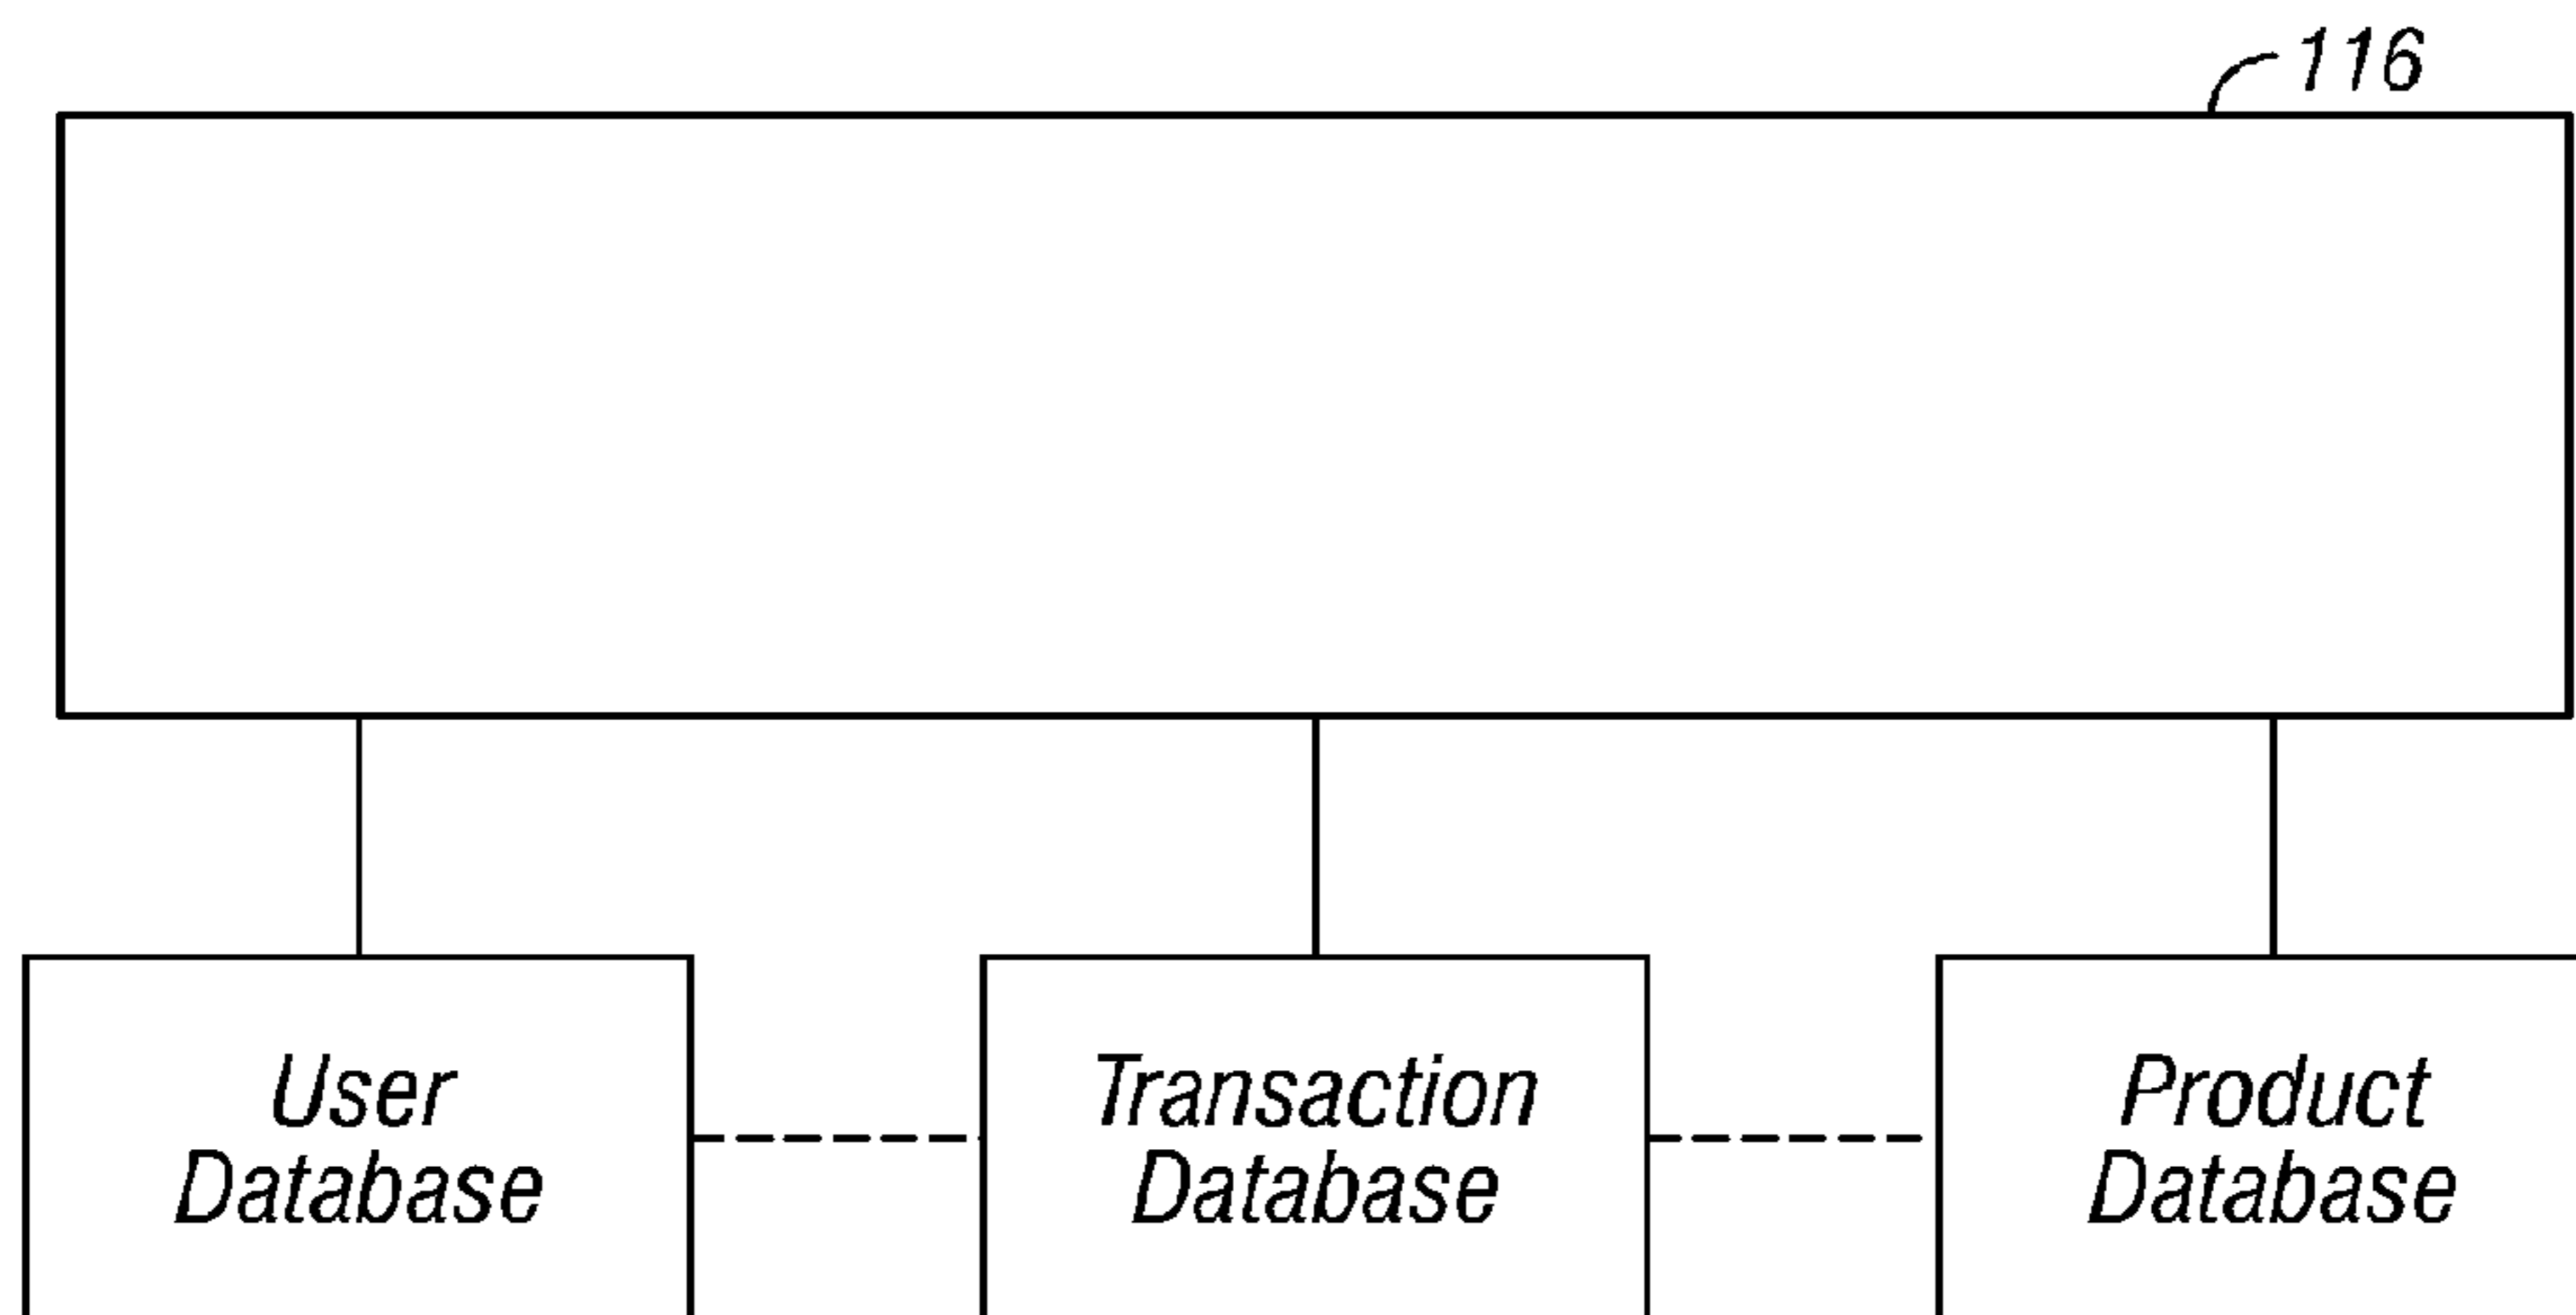 116
User
Database
Transaction
Database
Product
Database